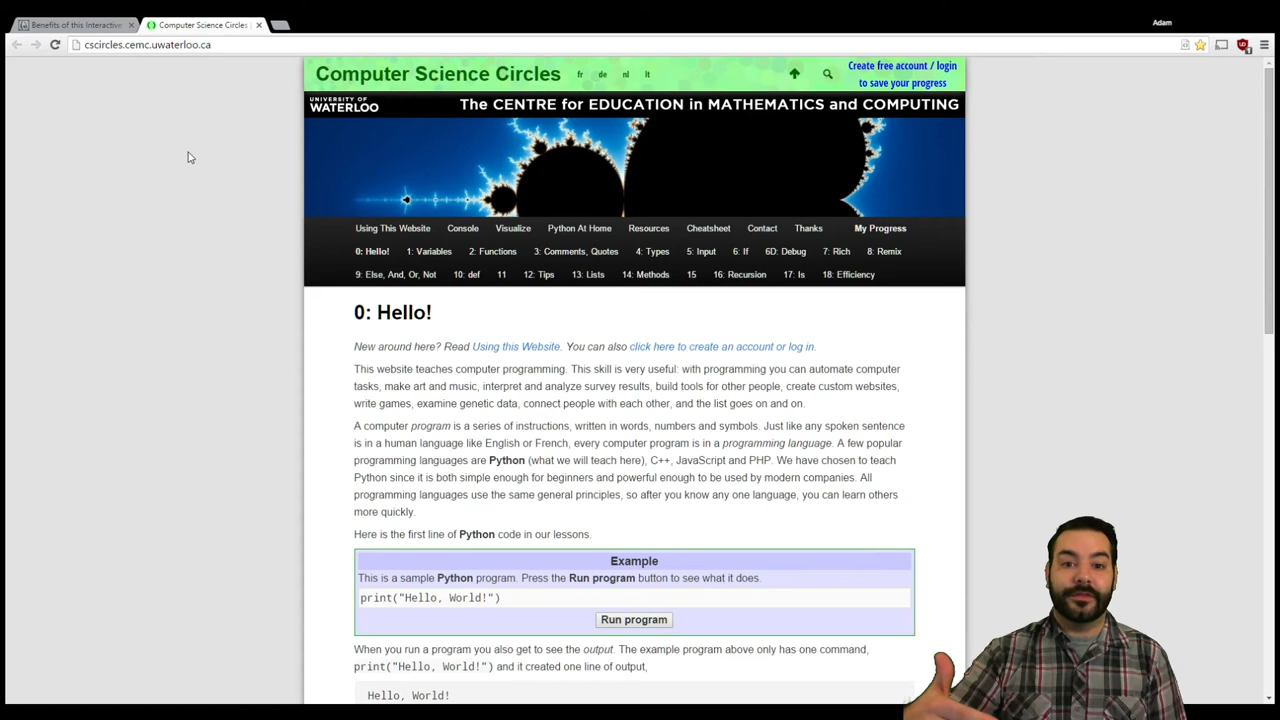 Benefits of this Interactive
Computer Science Circles
Adam
cscircles.cemc.uwaterloo.ca
Computer Science Circles fr de nl lt
Create free account / login
to save your progress
UNIVERSITY OF
WATERLOO
The CENTRE for EDUCATION in MATHEMATICS and COMPUTING
Using This Website Console Visualize Python At Home Resources Cheatsheet Contact Thanks My Progress
0: Hello! 1: Variables 2: Functions 3: Comments, Quotes 4: Types 5: Input 6: If 6D: Debug 7: Rich 8: Remix
9: Else, And, Or, Not 10: def 11 12: Tips 13: Lists 14: Methods 15 16: Recursion 17: Is 18: Efficiency
0: Hello!
New around here? Read Using this Website. You can also click here to create an account or log in.
This website teaches computer programming. This skill is very useful: with programming you can automate computer
tasks, make art and music, interpret and analyze survey results, build tools for other people, create custom websites,
write games, examine genetic data, connect people with each other, and the list goes on and on.
A computer program is a series of instructions, written in words, numbers and symbols. Just like any spoken sentence
is in a human language like English or French, every computer program is in a programming language. A few popular
programming languages are Python (what we will teach here), C++, JavaScript and PHP. We have chosen to teach
Python since it is both simple enough for beginners and powerful enough to be used by modern companies. All
programming languages use the same general principles, so after you know any one language, you can learn others
more quickly.
Here is the first line of Python code in our lessons.
Example
This is a sample Python program. Press the Run program button to see what it does.
print("Hello, World!")
Run program
When you run a program you also get to see the output. The example program above only has one command,
print("Hello, World!") and it created one line of output,
Hello, World!